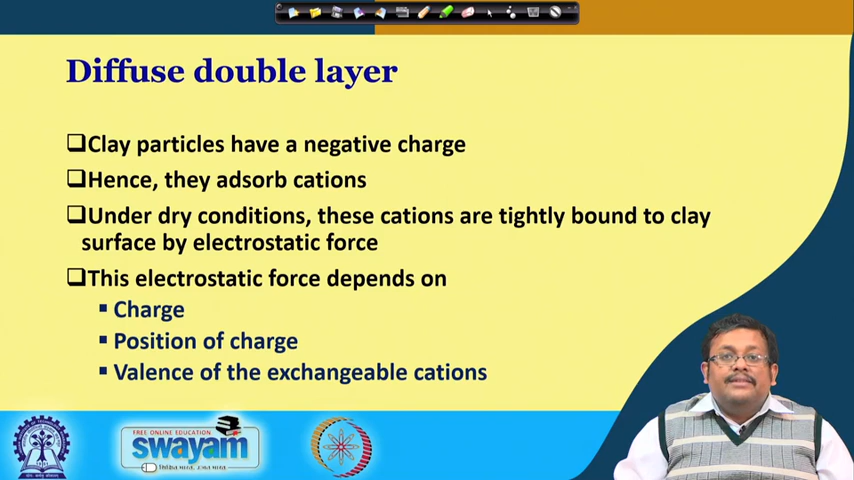 Diffuse double layer
❑Clay particles have a negative charge
❑Hence, they adsorb cations
❑Under dry conditions, these cations are tightly bound to clay
surface by electrostatic force
❑This electrostatic force depends on
▪ Charge
▪ Position of charge
▪ Valence of the exchangeable cations
FREE ONLINE EDUCATION
swayam